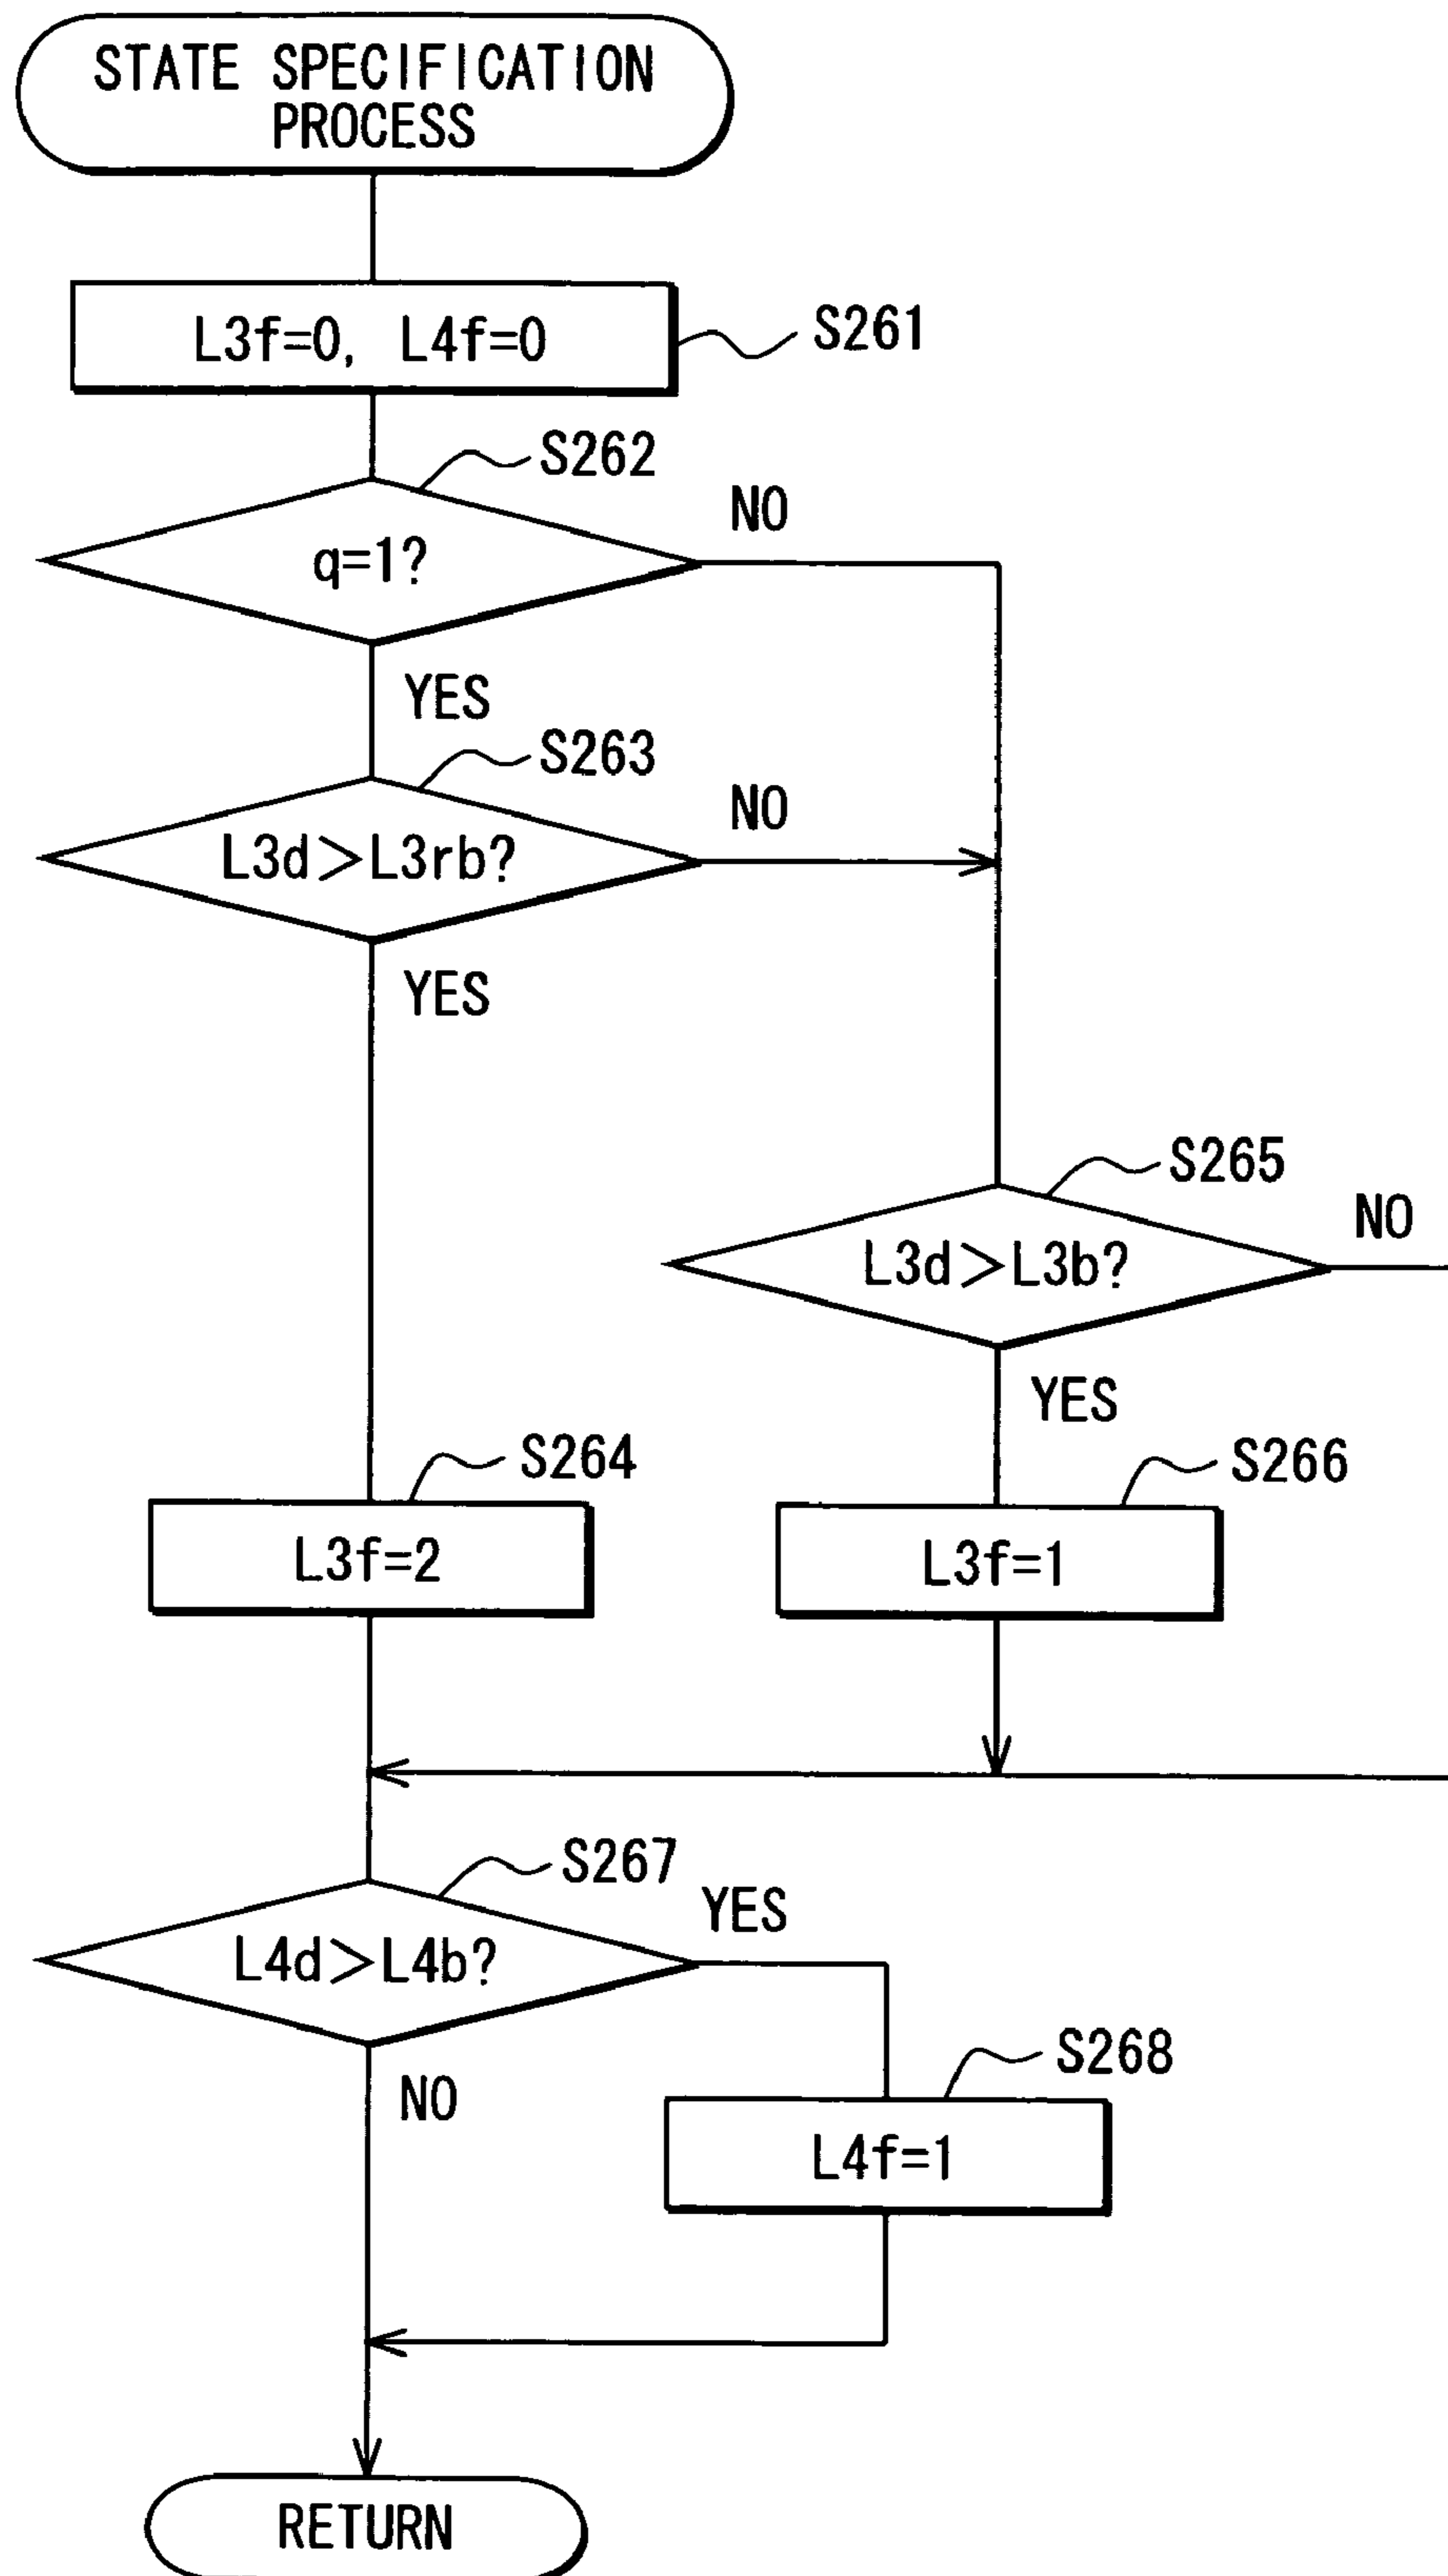 STATE SPECIFICATION
PROCESS
L3f=0, L4f=0
S261
S262
q=1?
NO
YES
S263
L3d>L3rb?
NO
YES
S265
L3d>L3b?
NO
YES
S264
L3f=2
S266
L3f=1
S267
L4d>L4b?
YES
NO
S268
L4f=1
RETURN